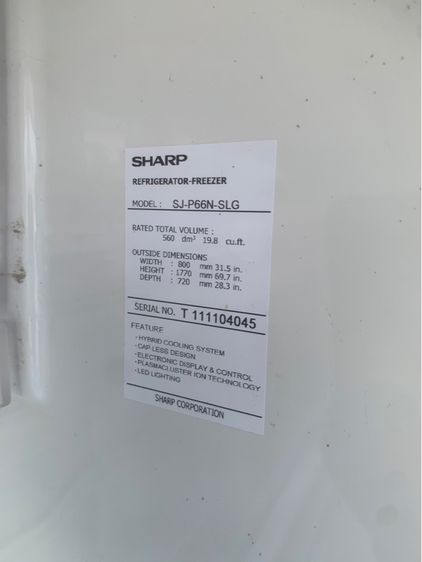 SHARP
REFRIGERATOR-FREEZER
MODEL : SJ-P66N-SLG
RATED TOTAL VOLUME :
560 dm³ 19.8 cu.ft.
OUTSIDE DIMENSIONS
WIDTH : 800 mm 31.5 in.
HEIGHT : 1770 mm 69.7 in.
DEPTH : 720 mm 28.3 in.
SERIAL NO. T 111104045
FEATURE
· HYBRID COOLING SYSTEM
· CAP-LESS DESIGN
· ELECTRONIC DISPLAY & CONTROL
· PLASMACLUSTER ION TECHNOLOGY
· LED LIGHTING
SHARP CORPORATION